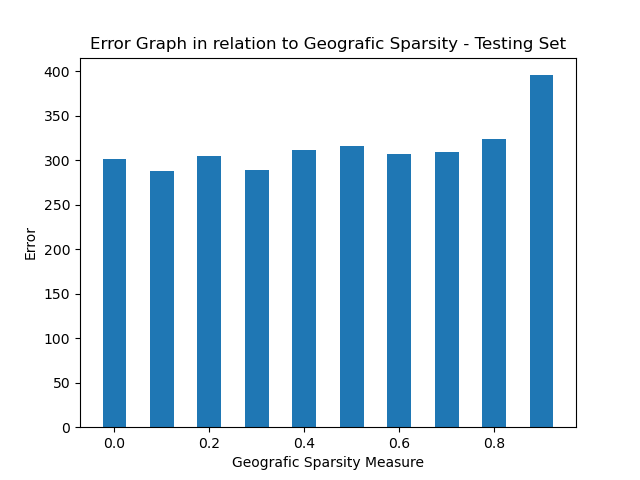 Error Graph in relation to Geografic Sparsity - Testing Set
400
350
300
250
200
150
100
50
0
Error
0.0 0.2 0.4 0.6 0.8
Geografic Sparsity Measure